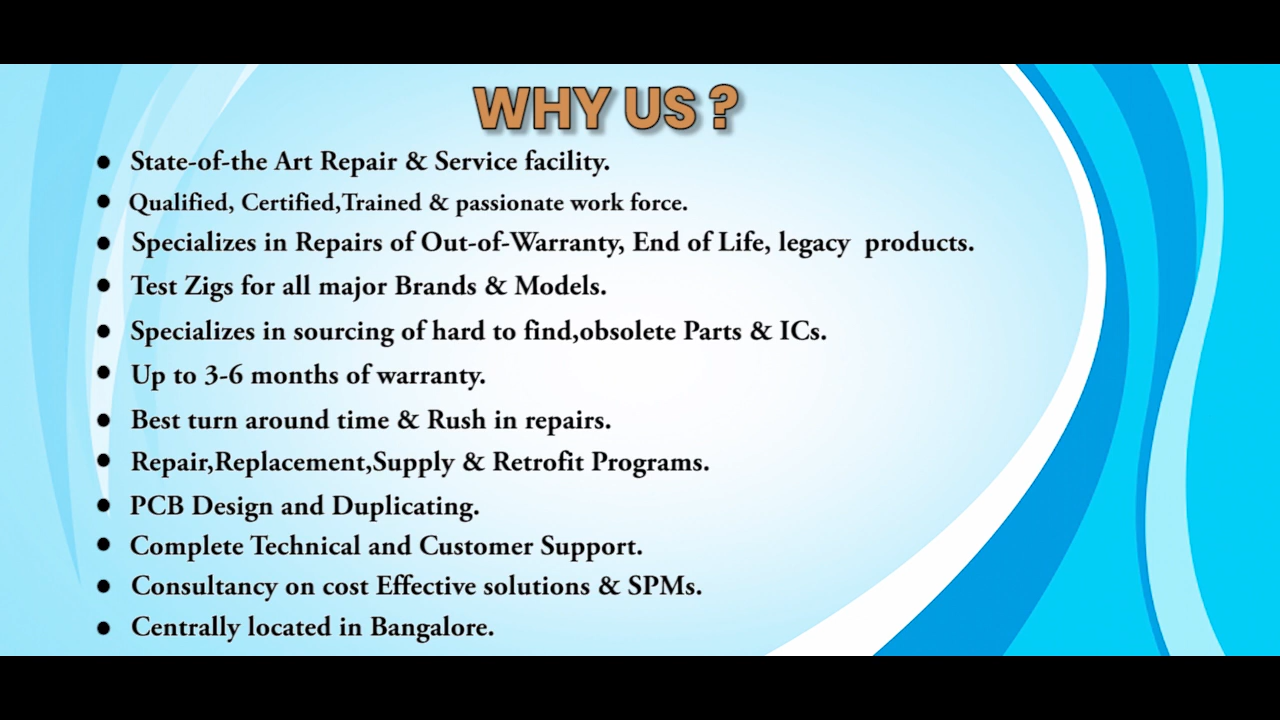 WHY US ?
● State-of-the Art Repair & Service facility.
● Qualified, Certified,Trained & passionate work force.
● Specializes in Repairs of Out-of-Warranty, End of Life, legacy products.
● Test Zigs for all major Brands & Models.
● Specializes in sourcing of hard to find,obsolete Parts & ICs.
● Up to 3-6 months of warranty.
● Best turn around time & Rush in repairs.
● Repair,Replacement,Supply & Retrofit Programs.
● PCB Design and Duplicating.
● Complete Technical and Customer Support.
● Consultancy on cost Effective solutions & SPMs.
● Centrally located in Bangalore.